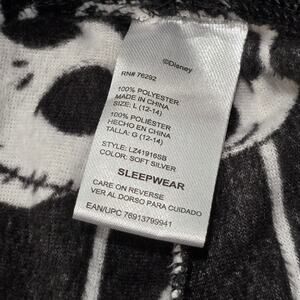 ©Disney
RN# 76292
100% POLYESTER
MADE IN CHINA
SIZE: L (12-14)
100% POLIÉSTER
HECHO EN CHINA
TALLA: G (12-14)
STYLE: LZ41916SB
COLOR: SOFT SILVER
SLEEPWEAR
CARE ON REVERSE
VER AL DORSO PARA CUIDADO
EAN/UPC 76913799941